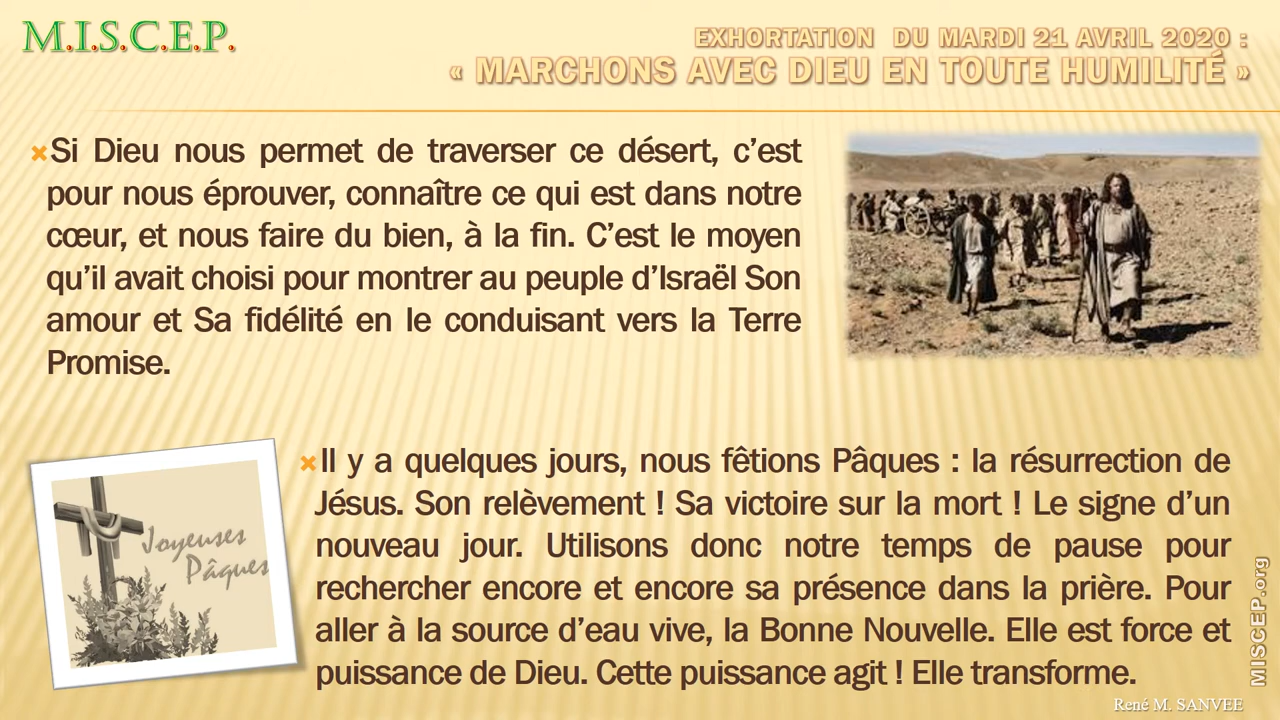 M.I.S.C.E.P.
EXHORTATION DU MARDI 21 AVRIL 2020 :
« MARCHONS AVEC DIEU EN TOUTE HUMILITÉ »
Si Dieu nous permet de traverser ce désert, c’est
pour nous éprouver, connaître ce qui est dans notre
cœur, et nous faire du bien, à la fin. C’est le moyen
qu’il avait choisi pour montrer au peuple d’Israël Son
amour et Sa fidélité en le conduisant vers la Terre
Promise.
Joyeuses
Pâques
Il y a quelques jours, nous fêtions Pâques : la résurrection de
Jésus. Son relèvement ! Sa victoire sur la mort ! Le signe d’un
nouveau jour. Utilisons donc notre temps de pause pour
rechercher encore et encore sa présence dans la prière. Pour
aller à la source d’eau vive, la Bonne Nouvelle. Elle est force et
puissance de Dieu. Cette puissance agit ! Elle transforme.
MISCEP.org
René M. SANVEE